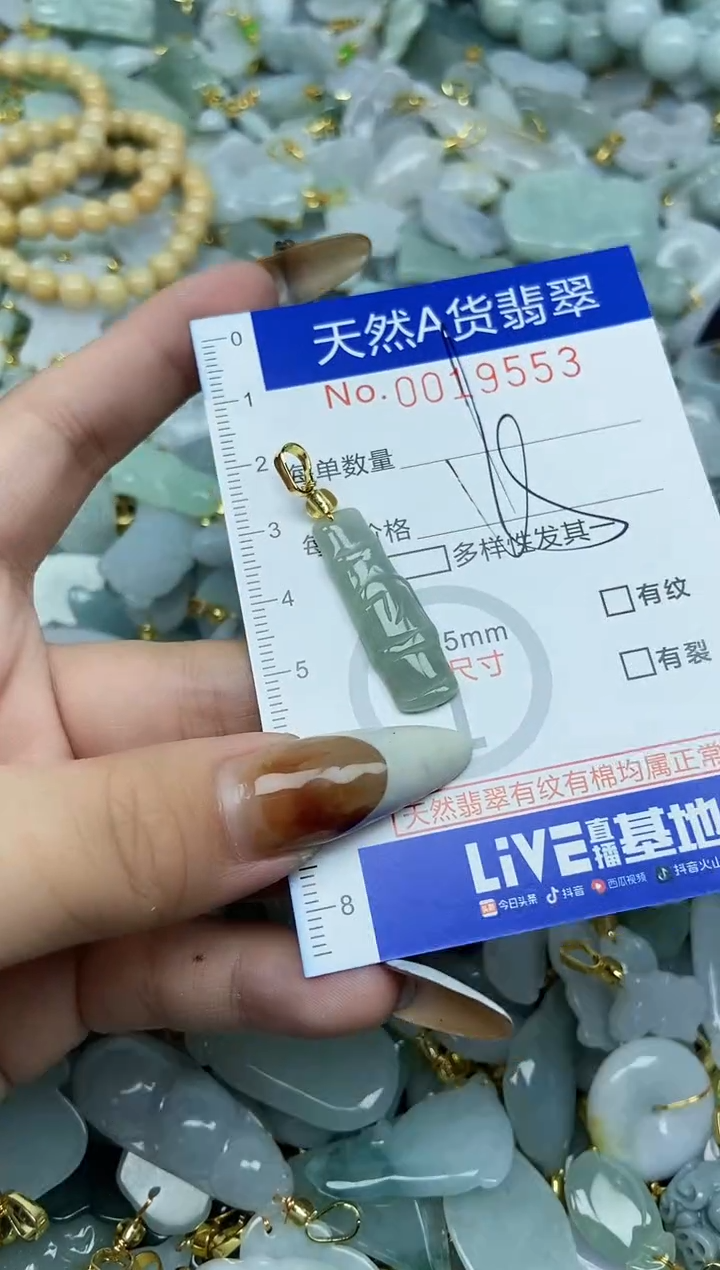 天然A货翡翠
No.0019553
0
1
2
3
4
5
8
每单数量
价格
多样性发其一
有纹
5mm
尺寸
有裂
天然翡翠有纹有棉均属正常
LiVE直播基地
今日头条 抖音 西瓜视频 抖音火山